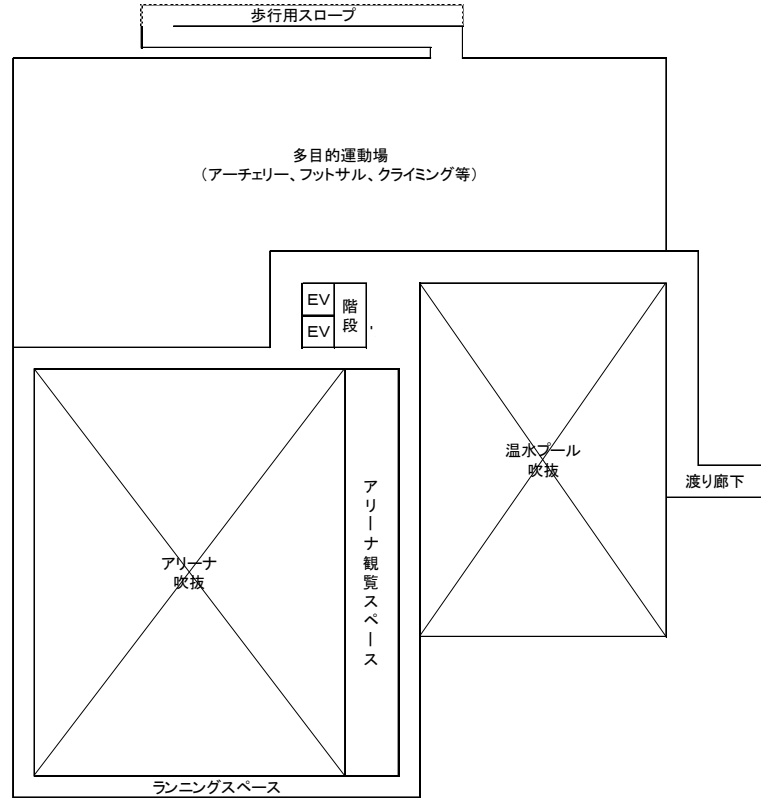 歩行用スロープ
多目的運動場
（アーチェリー、フットサル、クライミング等）
EV
EV
階段
温水プール
吹抜
渡り廊下
アリーナ観覧スペース
アリーナ
吹抜
ランニングスペース